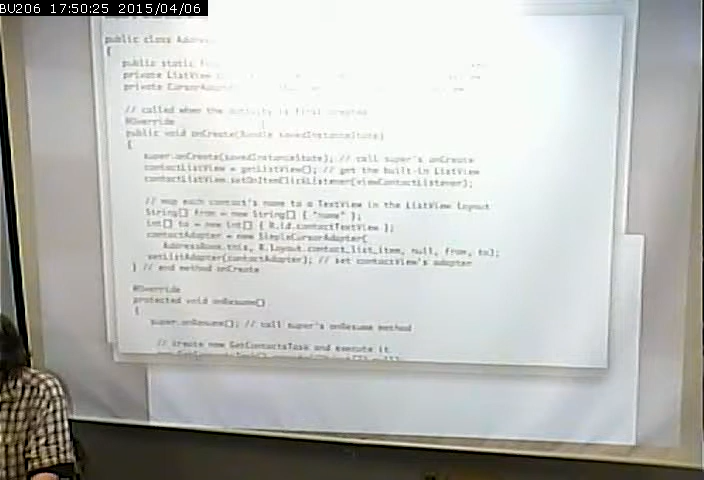 BU206 17:50:25 2015/04/06
public class
{
public static
private ListView
private
// called when the activity is first created
@Override
public void onCreate(Bundle savedInstanceState)
{
super.onCreate(savedInstanceState); // call super's onCreate
contactListView = getListView(); // get the built-in ListView
contactListView.setOnItemClickListener(viewContactListener);
// map each contact's name to a TextView in the ListView layout
String[] from = new String[] { "name" };
int[] to = new int[] { R.id.contactTextView };
contactAdapter = new SimpleCursorAdapter(
AddressBook.this, R.layout.contact_list_item, null, from, to);
setListAdapter(contactAdapter); // set contactView's adapter
} // end method onCreate
@Override
protected void onResume()
{
super.onResume(); // call super's onResume method
// create new GetContactsTask and execute it